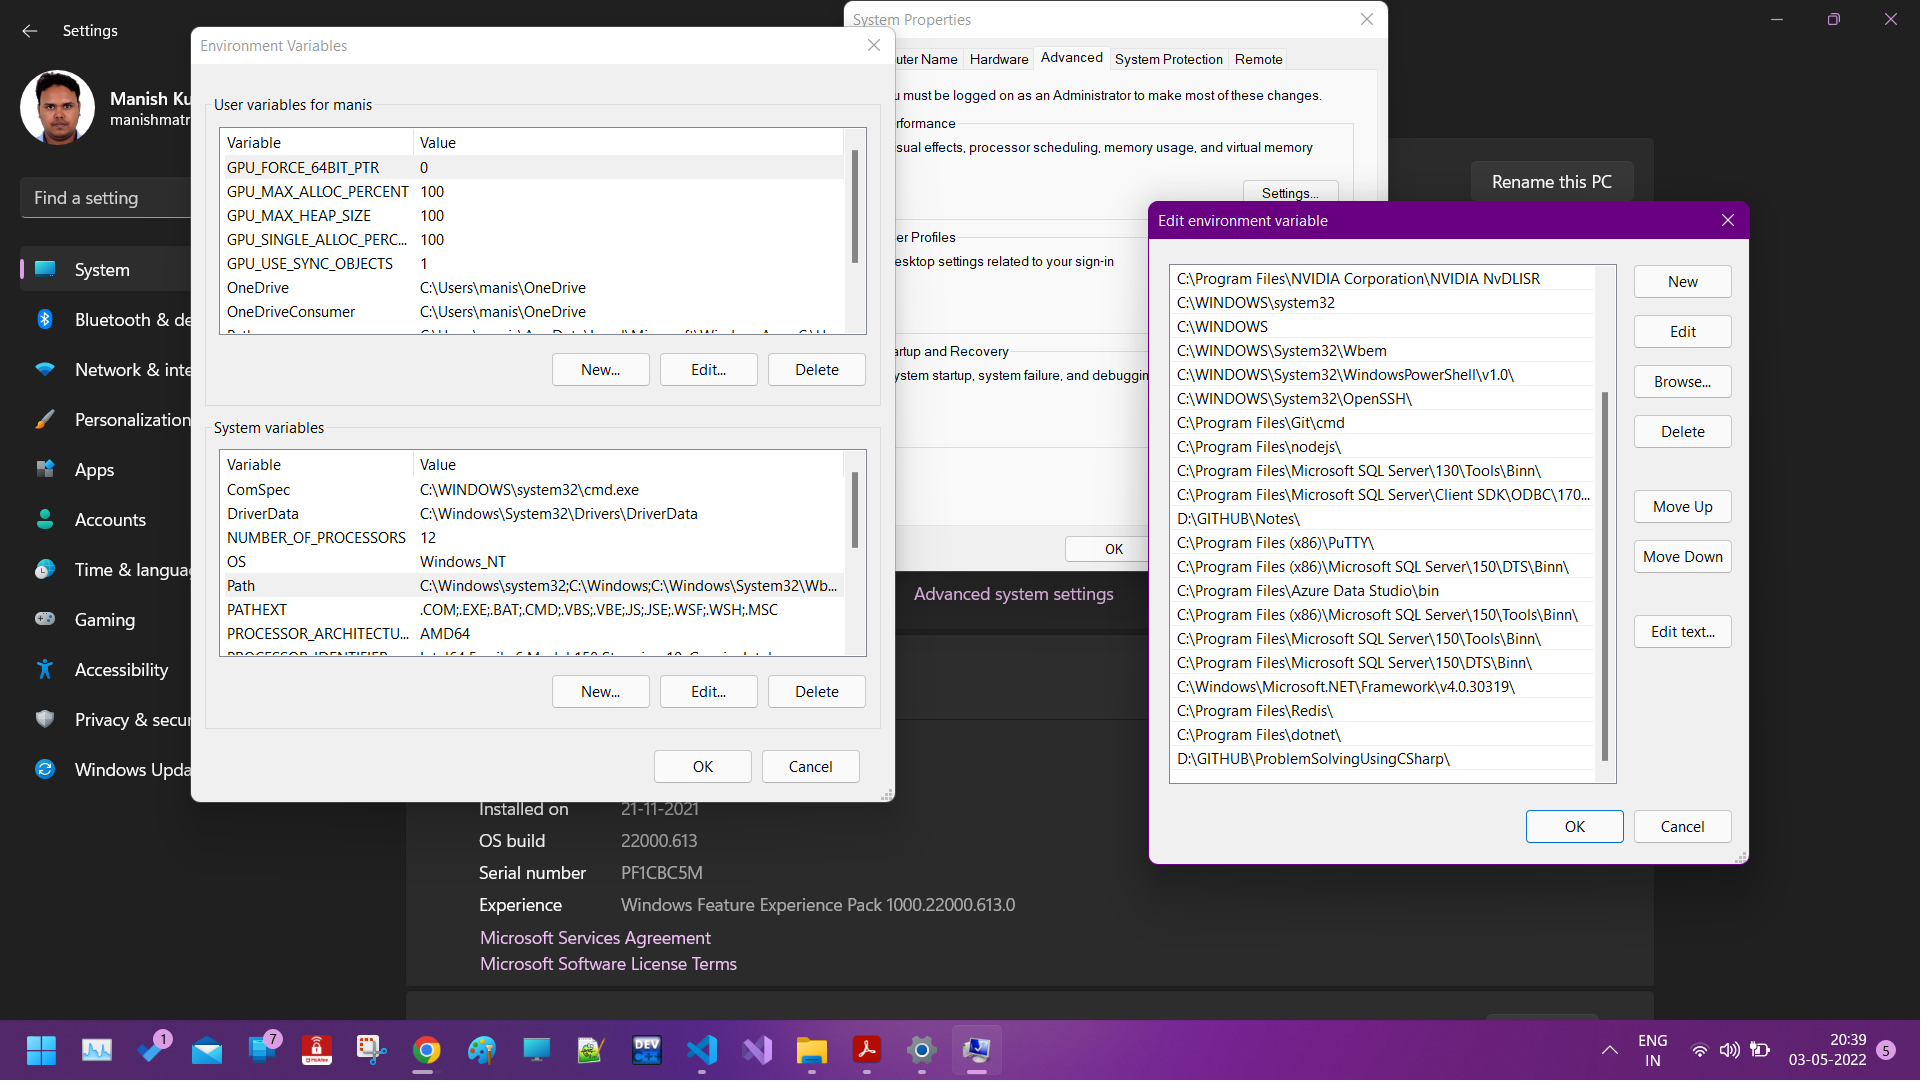 Settings
Manish Ku
manishmatr
Find a setting
System
Bluetooth & de
Network & inte
Personalization
Apps
Accounts
Time & langua
Gaming
Accessibility
Privacy & secur
Windows Upda
Environment Variables
User variables for manis
Variable Value
GPU_FORCE_64BIT_PTR 0
GPU_MAX_ALLOC_PERCENT 100
GPU_MAX_HEAP_SIZE 100
GPU_SINGLE_ALLOC_PERC... 100
GPU_USE_SYNC_OBJECTS 1
OneDrive C:\Users\manis\OneDrive
OneDriveConsumer C:\Users\manis\OneDrive
New... Edit... Delete
System variables
Variable Value
ComSpec C:\WINDOWS\system32\cmd.exe
DriverData C:\Windows\System32\Drivers\DriverData
NUMBER_OF_PROCESSORS 12
OS Windows_NT
Path C:\Windows\system32;C:\Windows;C:\Windows\System32\Wb...
PATHEXT .COM;.EXE;.BAT;.CMD;.VBS;.VBE;.JS;.JSE;.WSF;.WSH;.MSC
PROCESSOR_ARCHITECTU... AMD64
New... Edit... Delete
OK Cancel
System Properties
uter Name Hardware Advanced System Protection Remote
u must be logged on as an Administrator to make most of these changes.
rformance
sual effects, processor scheduling, memory usage, and virtual memory
Settings...
er Profiles
esktop settings related to your sign-in
artup and Recovery
ystem startup, system failure, and debuggin
OK
Rename this PC
Advanced system settings
Edit environment variable
C:\Program Files\NVIDIA Corporation\NVIDIA NvDLISR
C:\WINDOWS\system32
C:\WINDOWS
C:\WINDOWS\System32\Wbem
C:\WINDOWS\System32\WindowsPowerShell\v1.0\
C:\WINDOWS\System32\OpenSSH\
C:\Program Files\Git\cmd
C:\Program Files\nodejs\
C:\Program Files\Microsoft SQL Server\130\Tools\Binn\
C:\Program Files\Microsoft SQL Server\Client SDK\ODBC\170...
D:\GITHUB\Notes\
C:\Program Files (x86)\PuTTY\
C:\Program Files (x86)\Microsoft SQL Server\150\DTS\Binn\
C:\Program Files\Azure Data Studio\bin
C:\Program Files (x86)\Microsoft SQL Server\150\Tools\Binn\
C:\Program Files\Microsoft SQL Server\150\Tools\Binn\
C:\Program Files\Microsoft SQL Server\150\DTS\Binn\
C:\Windows\Microsoft.NET\Framework\v4.0.30319\
C:\Program Files\Redis\
C:\Program Files\dotnet\
D:\GITHUB\ProblemSolvingUsingCSharp\
New
Edit
Browse...
Delete
Move Up
Move Down
Edit text...
OK Cancel
Installed on 21-11-2021
OS build 22000.613
Serial number PF1CBC5M
Experience Windows Feature Experience Pack 1000.22000.613.0
Microsoft Services Agreement
Microsoft Software License Terms
1
7
McAfee
DEV
C++
ENG
IN
20:39
03-05-2022
5